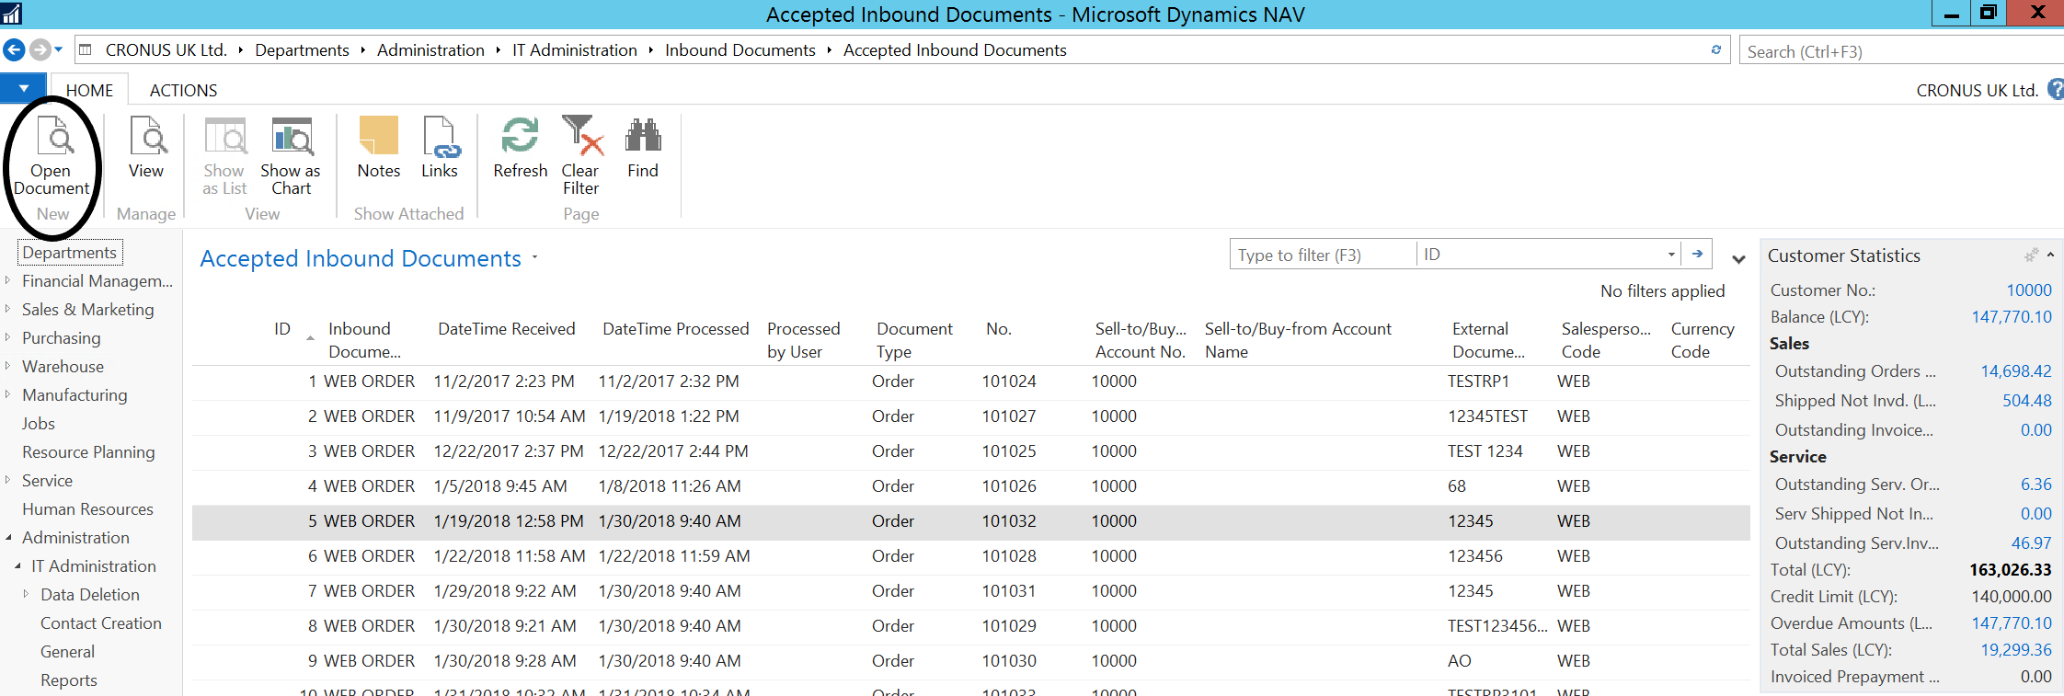 Accepted Inbound Documents - Microsoft Dynamics NAV
CRONUS UK Ltd. Departments Administration IT Administration Inbound Documents Accepted Inbound Documents
Search (Ctrl+F3)
HOME ACTIONS
CRONUS UK Ltd. ?
Open Document
View
Show as List
Show as Chart
Notes
Links
Refresh
Clear Filter
Find
New
Manage
View
Show Attached
Page
Departments
Financial Managem...
Sales & Marketing
Purchasing
Warehouse
Manufacturing
Jobs
Resource Planning
Service
Human Resources
Administration
IT Administration
Data Deletion
Contact Creation
General
Reports
Accepted Inbound Documents
Type to filter (F3) ID
No filters applied
ID Inbound Docume... DateTime Received DateTime Processed Processed by User Document Type No. Sell-to/Buy... Account No. Sell-to/Buy-from Account Name External Docume... Salesperso... Code Currency Code
1 WEB ORDER 11/2/2017 2:23 PM 11/2/2017 2:32 PM Order 101024 10000 TESTRP1 WEB
2 WEB ORDER 11/9/2017 10:54 AM 1/19/2018 1:22 PM Order 101027 10000 12345TEST WEB
3 WEB ORDER 12/22/2017 2:37 PM 12/22/2017 2:44 PM Order 101025 10000 TEST 1234 WEB
4 WEB ORDER 1/5/2018 9:45 AM 1/8/2018 11:26 AM Order 101026 10000 68 WEB
5 WEB ORDER 1/19/2018 12:58 PM 1/30/2018 9:40 AM Order 101032 10000 12345 WEB
6 WEB ORDER 1/22/2018 11:58 AM 1/22/2018 11:59 AM Order 101028 10000 123456 WEB
7 WEB ORDER 1/29/2018 9:22 AM 1/30/2018 9:40 AM Order 101031 10000 12345 WEB
8 WEB ORDER 1/30/2018 9:21 AM 1/30/2018 9:40 AM Order 101029 10000 TEST123456... WEB
9 WEB ORDER 1/30/2018 9:28 AM 1/30/2018 9:40 AM Order 101030 10000 AO WEB
10 WEB ORDER 1/31/2018 10:32 AM 1/31/2018 10:34 AM Order 101033 10000 TESTRP3101 WEB
Customer Statistics
Customer No.: 10000
Balance (LCY): 147,770.10
Sales
Outstanding Orders ... 14,698.42
Shipped Not Invd. (L... 504.48
Outstanding Invoice... 0.00
Service
Outstanding Serv. Or... 6.36
Serv Shipped Not In... 0.00
Outstanding Serv.Inv... 46.97
Total (LCY): 163,026.33
Credit Limit (LCY): 140,000.00
Overdue Amounts (L... 147,770.10
Total Sales (LCY): 19,299.36
Invoiced Prepayment ... 0.00